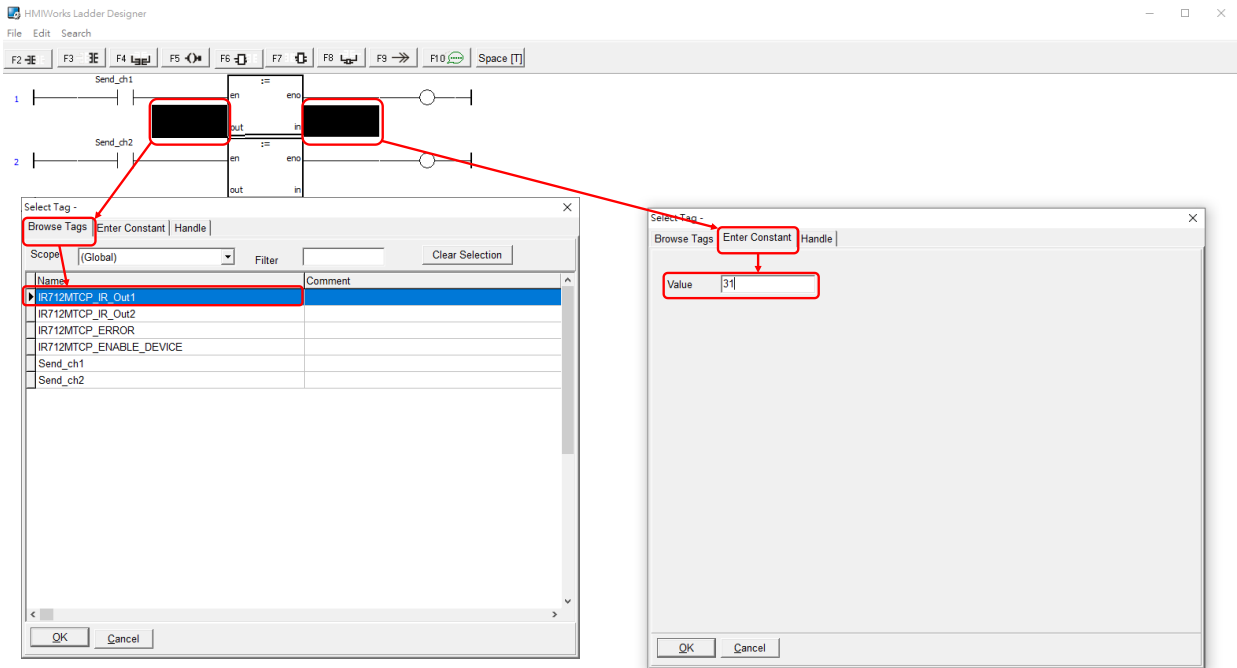 HMIWorks Ladder Designer
File Edit Search
F2 F3 F4 F5 F6 F7 F8 F9 F10 Space [T]
Send_ch1
:=
1
en eno
out in
Send_ch2
:=
2
en eno
out in
Select Tag -
Browse Tags Enter Constant Handle
Scope (Global) Filter Clear Selection
Name Comment
IR712MTCP_IR_Out1
IR712MTCP_IR_Out2
IR712MTCP_ERROR
IR712MTCP_ENABLE_DEVICE
Send_ch1
Send_ch2
OK Cancel
Select Tag -
Browse Tags Enter Constant Handle
Value 31
OK Cancel